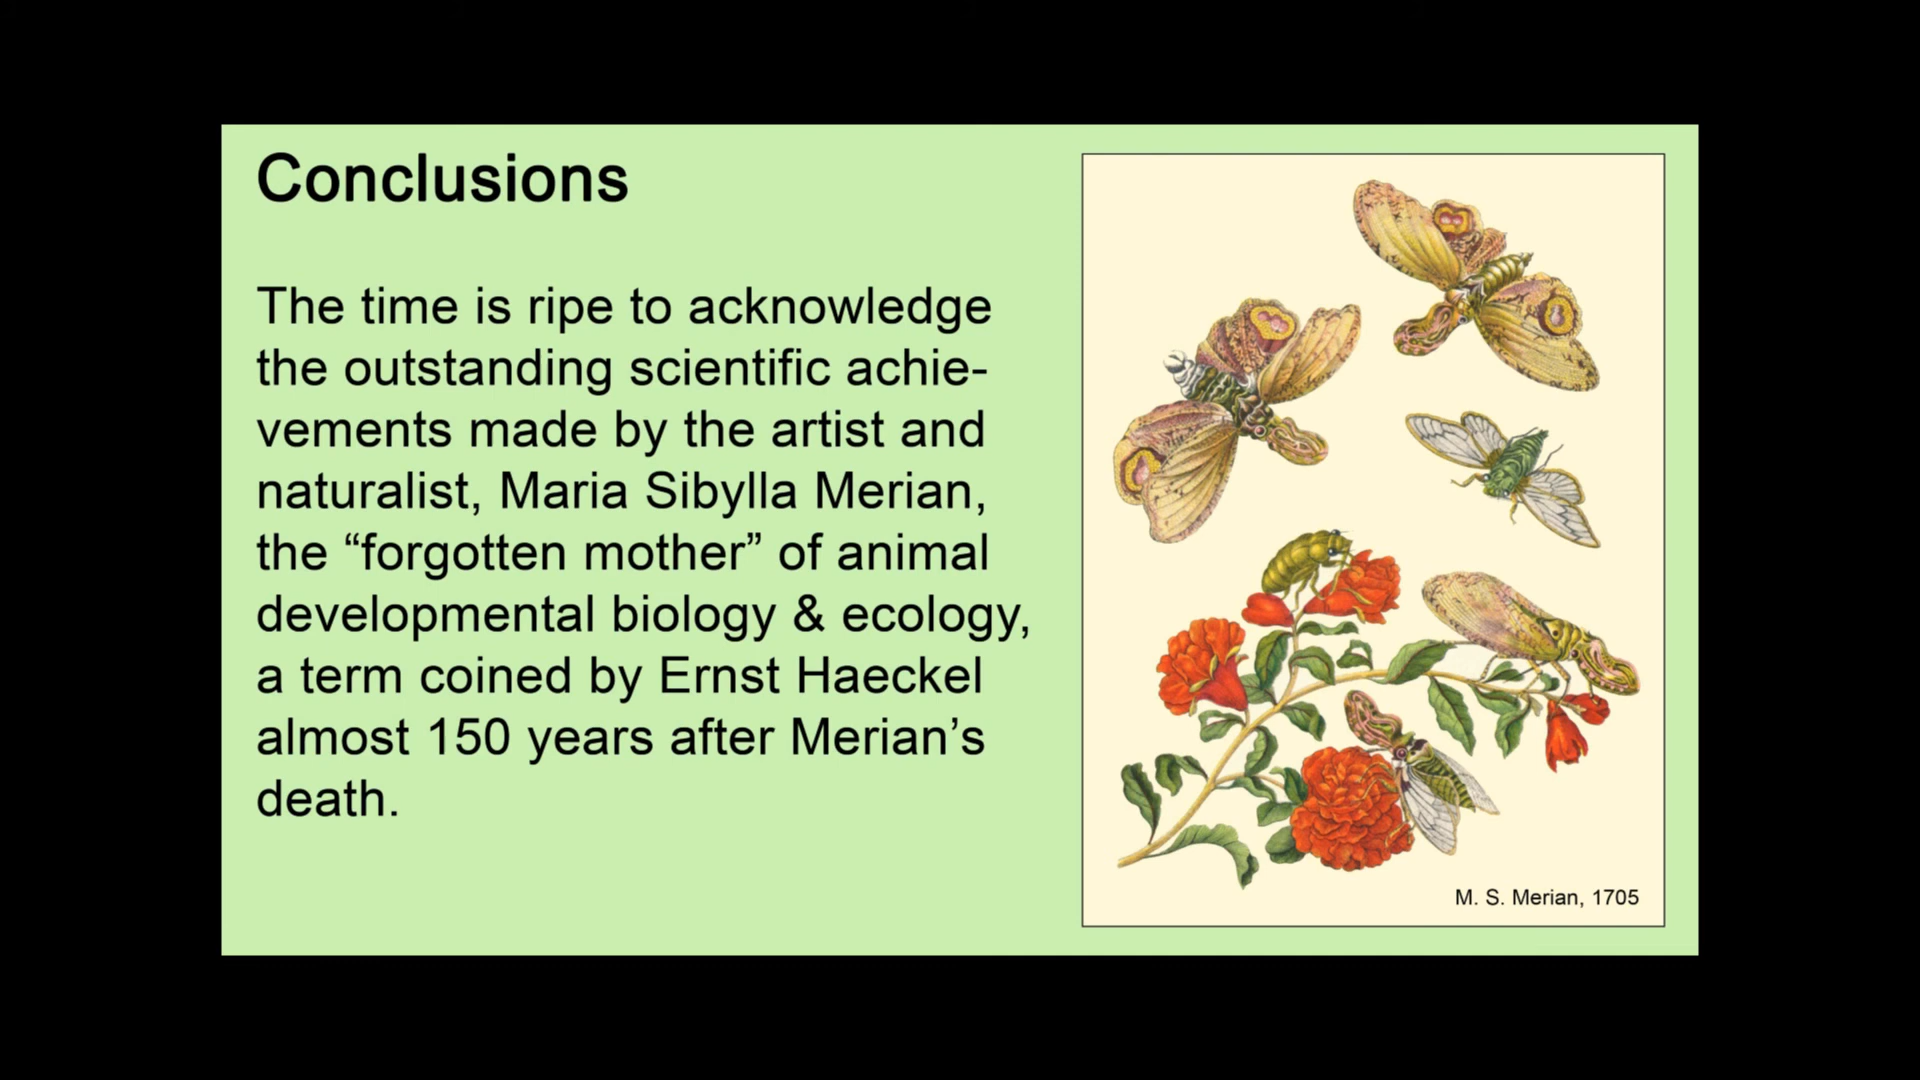 Conclusions
The time is ripe to acknowledge
the outstanding scientific achie-
vements made by the artist and
naturalist, Maria Sibylla Merian,
the “forgotten mother” of animal
developmental biology & ecology,
a term coined by Ernst Haeckel
almost 150 years after Merian’s
death.
M. S. Merian, 1705